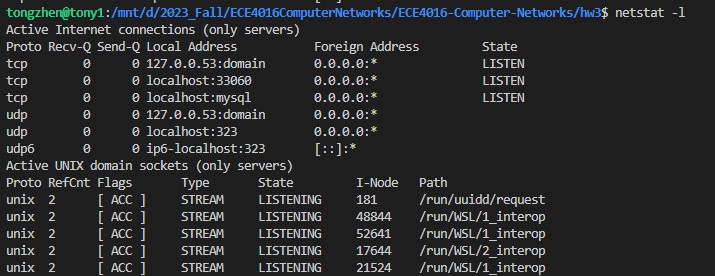 tongzhen@tony1:/mnt/d/2023_Fall/ECE4016ComputerNetworks/ECE4016-Computer-Networks/hw3$ netstat -l
Active Internet connections (only servers)
Proto Recv-Q Send-Q Local Address           Foreign Address         State
tcp        0      0 127.0.0.53:domain       0.0.0.0:*               LISTEN
tcp        0      0 localhost:33060         0.0.0.0:*               LISTEN
tcp        0      0 localhost:mysql         0.0.0.0:*               LISTEN
udp        0      0 127.0.0.53:domain       0.0.0.0:*
udp        0      0 localhost:323           0.0.0.0:*
udp6       0      0 ip6-localhost:323       [::]:*
Active UNIX domain sockets (only servers)
Proto RefCnt Flags       Type       State         I-Node   Path
unix  2      [ ACC ]     STREAM     LISTENING     181      /run/uuidd/request
unix  2      [ ACC ]     STREAM     LISTENING     48844    /run/WSL/1_interop
unix  2      [ ACC ]     STREAM     LISTENING     52641    /run/WSL/1_interop
unix  2      [ ACC ]     STREAM     LISTENING     17644    /run/WSL/2_interop
unix  2      [ ACC ]     STREAM     LISTENING     21524    /run/WSL/1_interop